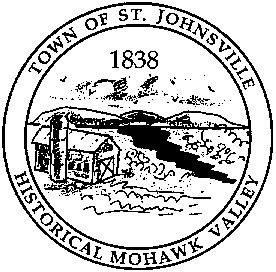 TOWN OF ST. JOHNSVILLE
1838
HISTORICAL MOHAWK VALLEY